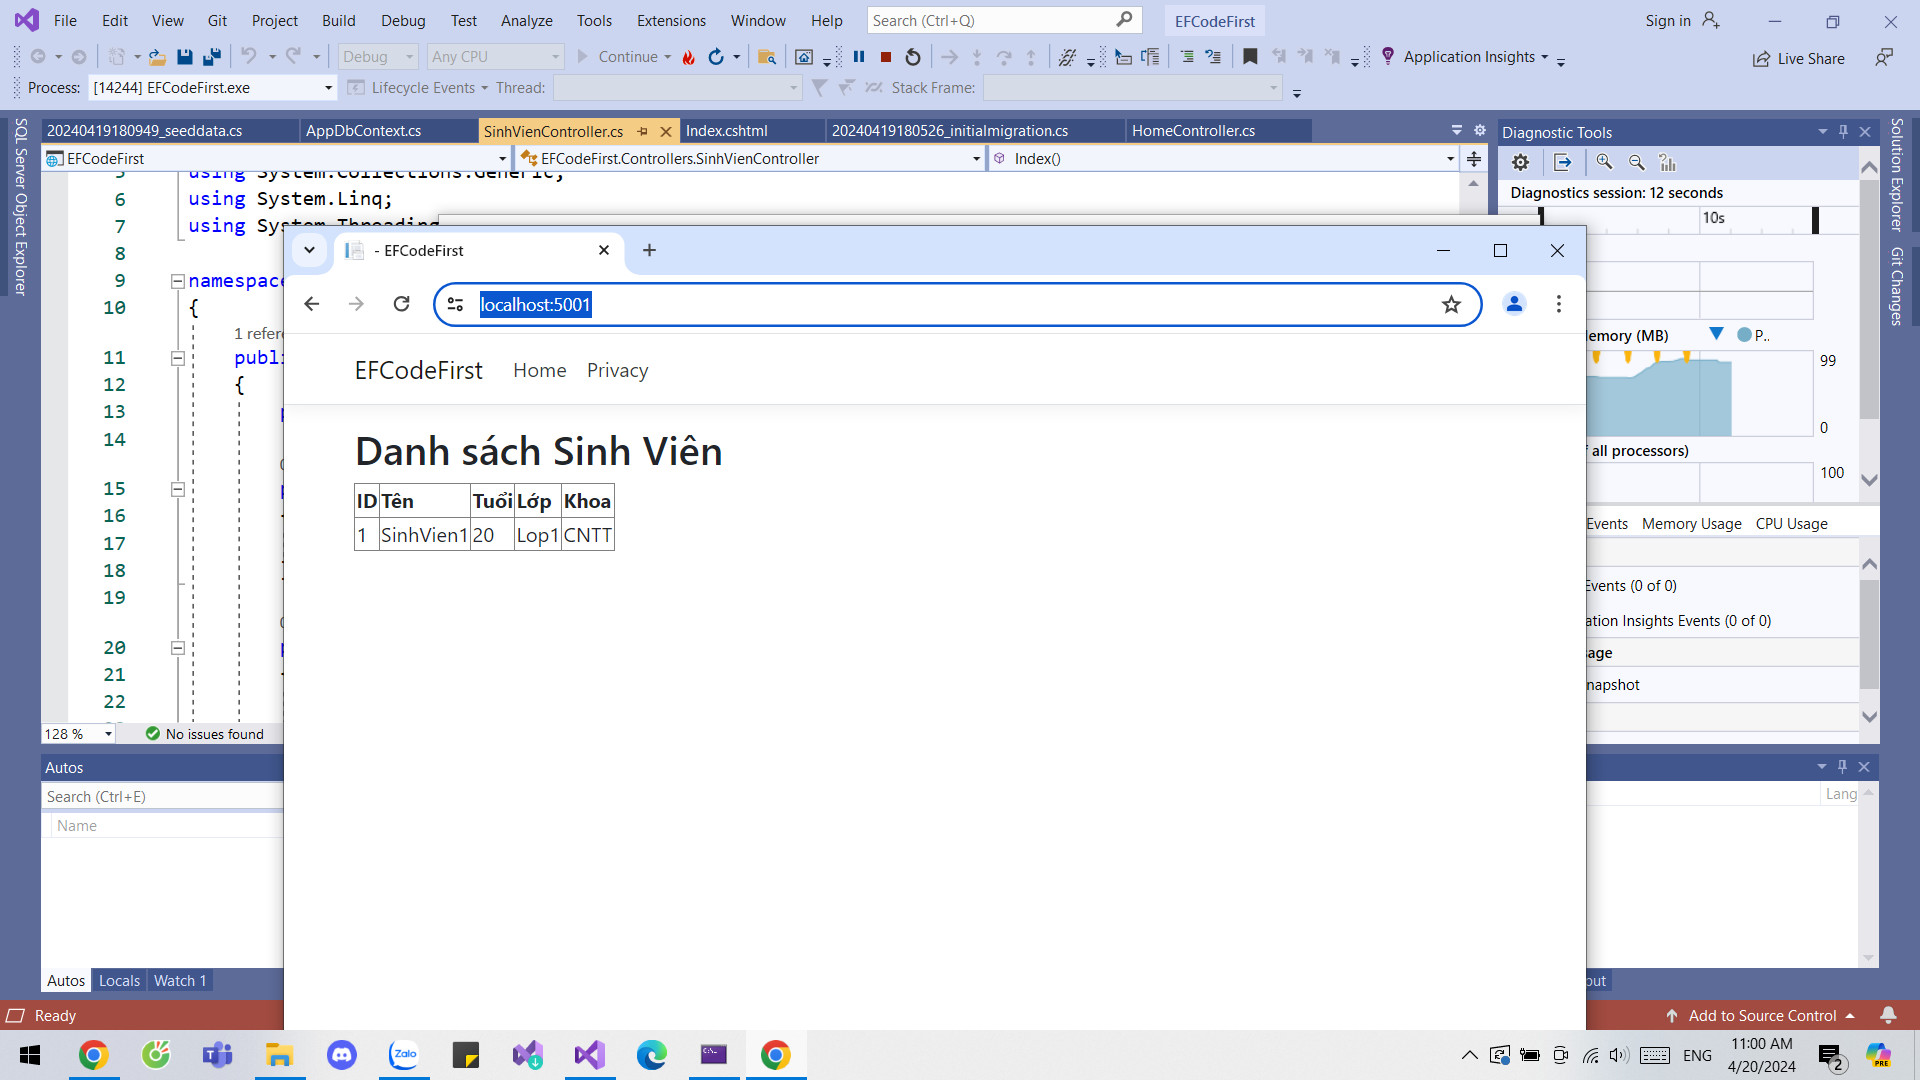 File Edit View Git Project Build Debug Test Analyze Tools Extensions Window Help Search (Ctrl+Q) EFCodeFirst Sign in
Debug Any CPU Continue Application Insights Live Share
Process: [14244] EFCodeFirst.exe Lifecycle Events Thread: Stack Frame:
SQL Server Object Explorer
20240419180949_seeddata.cs AppDbContext.cs SinhVienController.cs Index.cshtml 20240419180526_initialmigration.cs HomeController.cs
EFCodeFirst EFCodeFirst.Controllers.SinhVienController Index()
5 using System.Collections.Generic;
6 using System.Linq;
7 using System.Threading
8
9 namespace
10 {
1 refere
11 publi
12 {
13
14
15
16
17
18
19
20
21
22
128 % No issues found
- EFCodeFirst
localhost:5001
EFCodeFirst Home Privacy
Danh sách Sinh Viên
ID Tên Tuổi Lớp Khoa
1 SinhVien1 20 Lop1 CNTT
Diagnostic Tools
Diagnostics session: 12 seconds
10s
emory (MB) P..
99
0
all processors)
100
Events Memory Usage CPU Usage
Events (0 of 0)
ation Insights Events (0 of 0)
age
napshot
Solution Explorer
Git Changes
Autos
Search (Ctrl+E)
Name
Lang
Autos Locals Watch 1
put
Ready Add to Source Control
Zalo
ENG
11:00 AM
4/20/2024
2
PRE